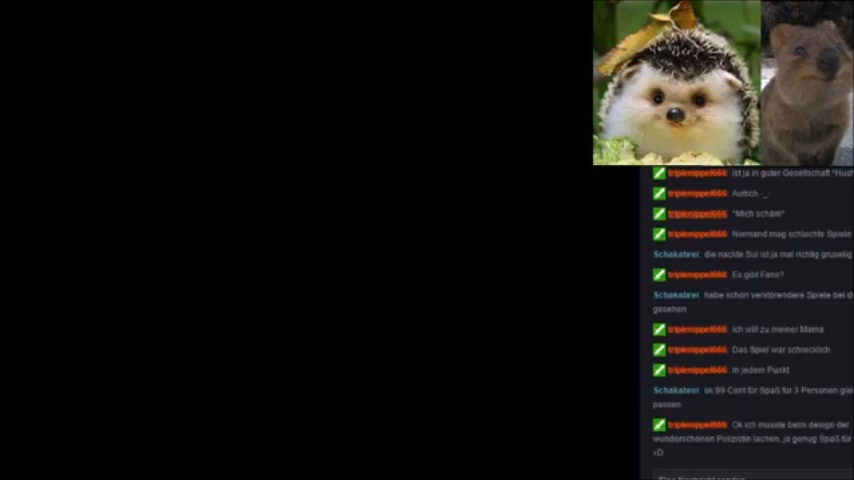 triplenippel666: ist ja in guter Gesellschaft *Hust
triplenippel666: Autsch -_-
triplenippel666: *Mich schäm*
triplenippel666: Niemand mag schlechte Spiele
Schakabrei: die nackte Sui ist ja mal richtig gruselig
triplenippel666: Es gibt Fans?
Schakabrei: habe schon verstörendere Spiele bei d
gesehen
triplenippel666: Ich will zu meiner Mama
triplenippel666: Das Spiel war schrecklich
triplenippel666: in jedem Punkt
Schakabrei: ok 99 Cent für Spaß für 3 Personen gle
passen
triplenippel666: Ok ich musste beim design der
wunderschönen Polizistin lachen, ja genug Spaß für
xD
Eine Nachricht senden